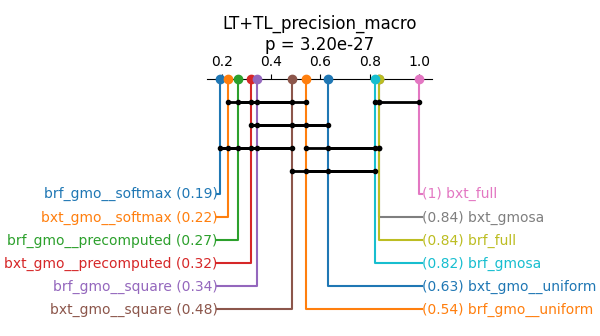 LT+TL_precision_macro
p = 3.20e-27
0.2 0.4 0.6 0.8 1.0
brf_gmo__softmax (0.19) (1) bxt_full
bxt_gmo__softmax (0.22) (0.84) bxt_gmosa
brf_gmo__precomputed (0.27) (0.84) brf_full
bxt_gmo__precomputed (0.32) (0.82) brf_gmosa
brf_gmo__square (0.34) (0.63) bxt_gmo__uniform
bxt_gmo__square (0.48) (0.54) brf_gmo__uniform